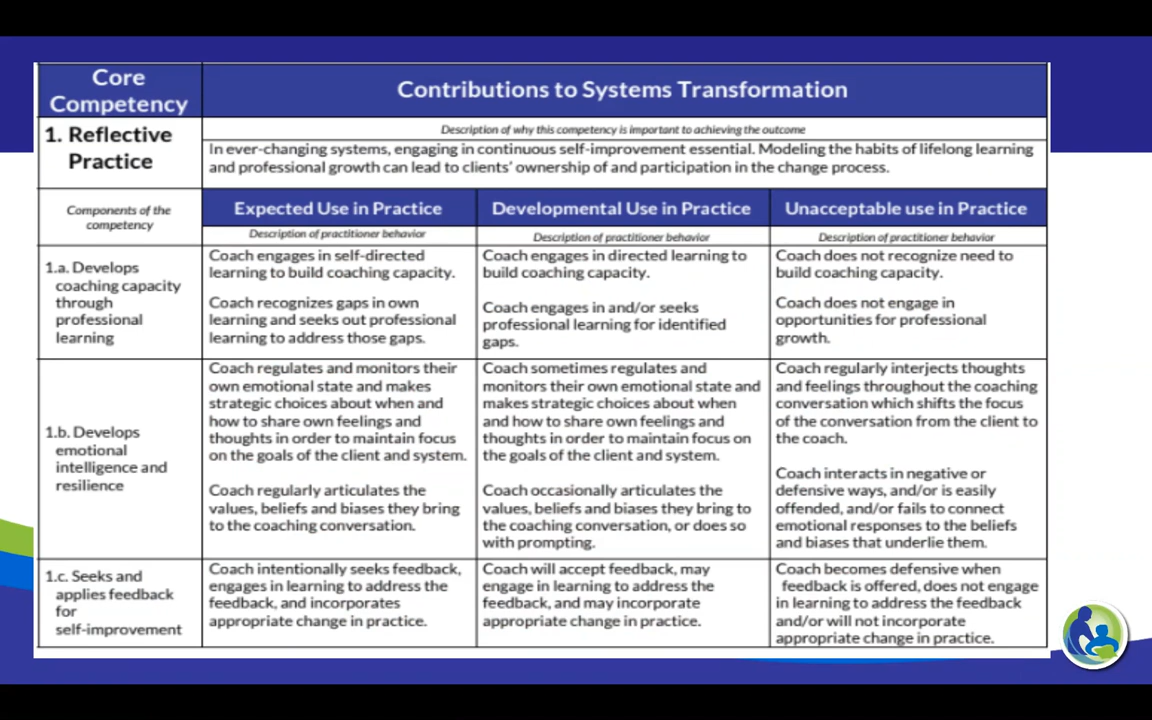 Core
Competency
Contributions to Systems Transformation
1. Reflective
Practice
Description of why this competency is important to achieving the outcome
In ever-changing systems, engaging in continuous self-improvement essential. Modeling the habits of lifelong learning
and professional growth can lead to clients' ownership of and participation in the change process.
Components of the
competency
Expected Use in Practice
Developmental Use in Practice
Unacceptable use in Practice
Description of practitioner behavior
Description of practitioner behavior
Description of practitioner behavior
1.a. Develops
coaching capacity
through
professional
learning
Coach engages in self-directed
learning to build coaching capacity.
Coach recognizes gaps in own
learning and seeks out professional
learning to address those gaps.
Coach engages in directed learning to
build coaching capacity.
Coach engages in and/or seeks
professional learning for identified
gaps.
Coach does not recognize need to
build coaching capacity.
Coach does not engage in
opportunities for professional
growth.
1.b. Develops
emotional
intelligence and
resilience
Coach regulates and monitors their
own emotional state and makes
strategic choices about when and
how to share own feelings and
thoughts in order to maintain focus
on the goals of the client and system.
Coach regularly articulates the
values, beliefs and biases they bring
to the coaching conversation.
Coach sometimes regulates and
monitors their own emotional state and
makes strategic choices about when
and how to share own feelings and
thoughts in order to maintain focus on
the goals of the client and system.
Coach occasionally articulates the
values, beliefs and biases they bring to
the coaching conversation, or does so
with prompting.
Coach regularly interjects thoughts
and feelings throughout the coaching
conversation which shifts the focus
of the conversation from the client to
the coach.
Coach interacts in negative or
defensive ways, and/or is easily
offended, and/or fails to connect
emotional responses to the beliefs
and biases that underlie them.
1.c. Seeks and
applies feedback
for
self-improvement
Coach intentionally seeks feedback,
engages in learning to address the
feedback, and incorporates
appropriate change in practice.
Coach will accept feedback, may
engage in learning to address the
feedback, and may incorporate
appropriate change in practice.
Coach becomes defensive when
feedback is offered, does not engage
in learning to address the feedback
and/or will not incorporate
appropriate change in practice.